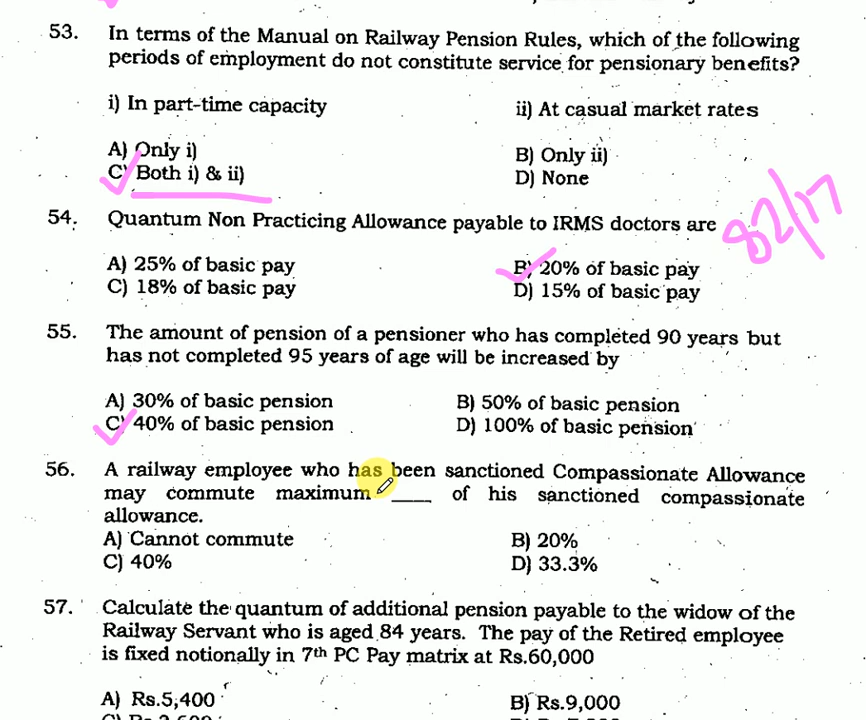 53. In terms of the Manual on Railway Pension Rules, which of the following
periods of employment do not constitute service for pensionary benefits?
i) In part-time capacity ii) At casual market rates
A) Only i) B) Only ii)
C) Both i) & ii) D) None
54. Quantum Non Practicing Allowance payable to IRMS doctors are
82/17
A) 25% of basic pay B) 20% of basic pay
C) 18% of basic pay D) 15% of basic pay
55. The amount of pension of a pensioner who has completed 90 years but
has not completed 95 years of age will be increased by
A) 30% of basic pension B) 50% of basic pension
C) 40% of basic pension D) 100% of basic pension
56. A railway employee who has been sanctioned Compassionate Allowance
may commute maximum ____ of his sanctioned compassionate
allowance.
A) Cannot commute B) 20%
C) 40% D) 33.3%
57. Calculate the quantum of additional pension payable to the widow of the
Railway Servant who is aged 84 years. The pay of the Retired employee
is fixed notionally in 7th PC Pay matrix at Rs.60,000
A) Rs.5,400 B) Rs.9,000